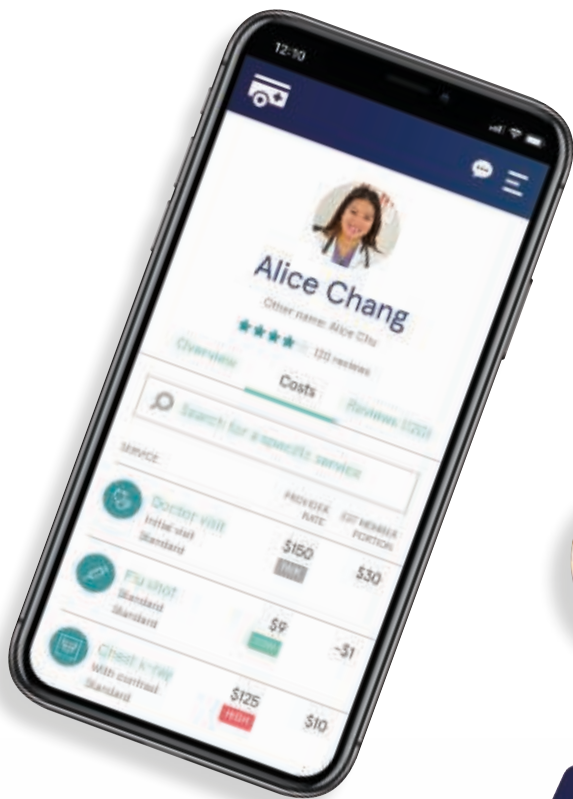 12:10
Alice Chang
Other name: Alice Chu
reviews
Overview Costs Reviews
Search for a specific service
SERVICE PROVIDER RATE EST MEMBER PORTION
Doctor visit
Initial visit
Standard
$150
$30
Flu shot
Standard
Standard
$9
-$1
Chest x-ray
With contrast
Standard
$125
HIGH
$10